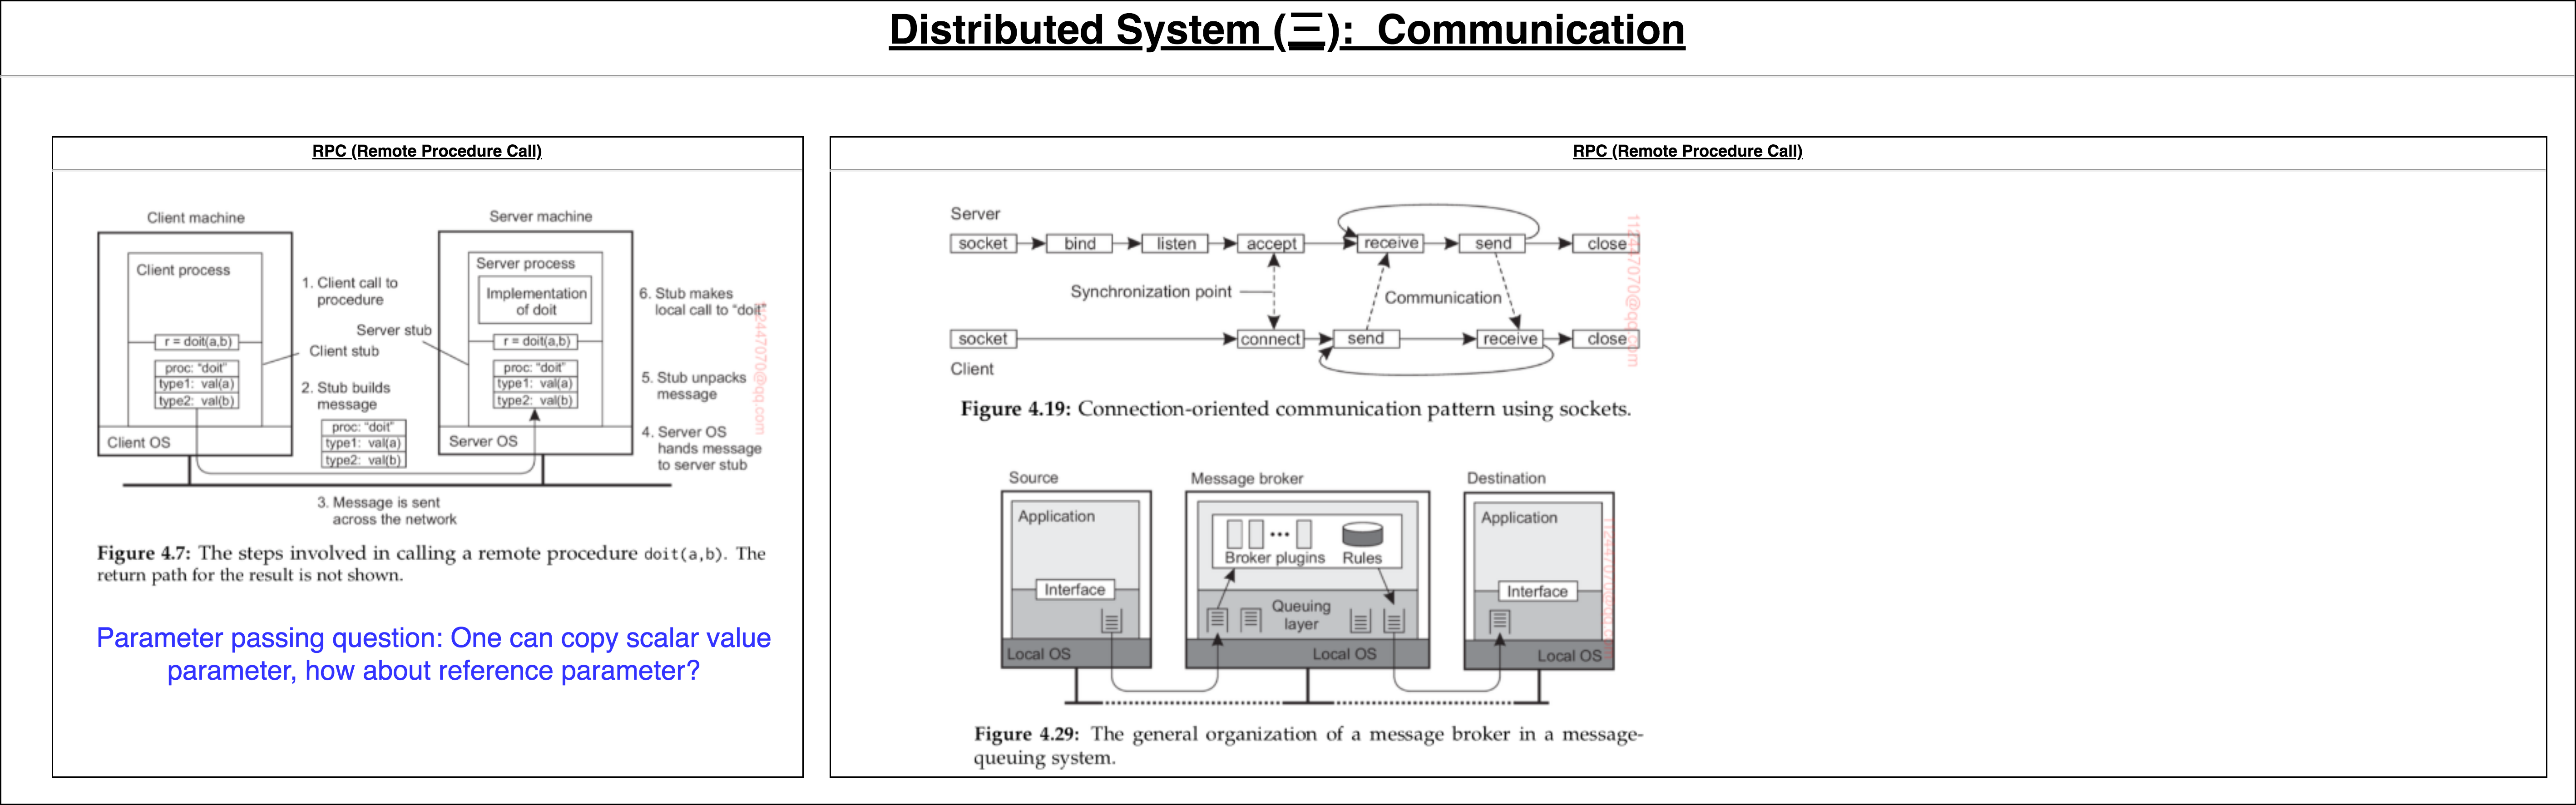 Distributed System (三): Communication
RPC (Remote Procedure Call)
Client machine
Server machine
Client process
Server process
Implementation
of doit
1. Client call to
procedure
6. Stub makes
local call to “doit”
Server stub
r = doit(a,b)
r = doit(a,b)
Client stub
proc: “doit”
type1: val(a)
type2: val(b)
proc: “doit”
type1: val(a)
type2: val(b)
2. Stub builds
message
5. Stub unpacks
message
proc: “doit”
type1: val(a)
type2: val(b)
Client OS
Server OS
4. Server OS
hands message
to server stub
3. Message is sent
across the network
Figure 4.7: The steps involved in calling a remote procedure doit(a,b). The
return path for the result is not shown.
Parameter passing question: One can copy scalar value
parameter, how about reference parameter?
RPC (Remote Procedure Call)
Server
socket
bind
listen
accept
receive
send
close
Synchronization point
Communication
socket
connect
send
receive
close
Client
Figure 4.19: Connection-oriented communication pattern using sockets.
Source
Message broker
Destination
Application
Broker plugins
Rules
Application
Interface
Queuing
layer
Interface
Local OS
Local OS
Local OS
Figure 4.29: The general organization of a message broker in a message-
queuing system.